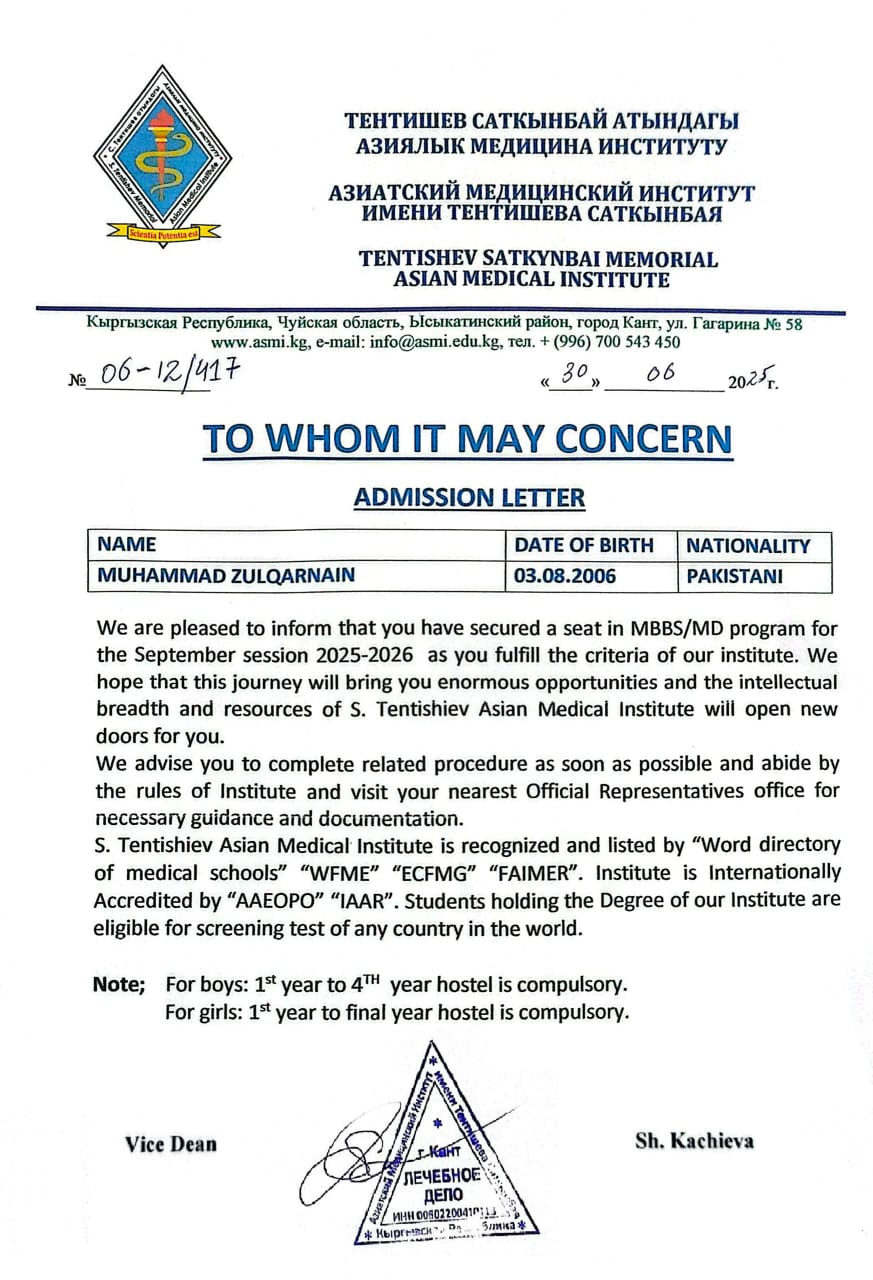 С. Тентишев атындагы Азиялык медицина институту
S. Tentishev Memorial Asian Medical Institute
Scientia Potentia est
ТЕНТИШЕВ САТКЫНБАЙ АТЫНДАГЫ
АЗИЯЛЫК МЕДИЦИНА ИНСТИТУТУ
АЗИАТСКИЙ МЕДИЦИНСКИЙ ИНСТИТУТ
ИМЕНИ ТЕНТИШЕВА САТКЫНБАЯ
TENTISHEV SATKYNBAI MEMORIAL
ASIAN MEDICAL INSTITUTE
Кыргызская Республика, Чуйская область, Ысыкатинский район, город Кант, ул. Гагарина № 58
www.asmi.kg, e-mail: info@asmi.edu.kg, тел. + (996) 700 543 450
№ 06-12/417 «30» 06 2025г.
TO WHOM IT MAY CONCERN
ADMISSION LETTER
NAME DATE OF BIRTH NATIONALITY
MUHAMMAD ZULQARNAIN 03.08.2006 PAKISTANI
We are pleased to inform that you have secured a seat in MBBS/MD program for
the September session 2025-2026 as you fulfill the criteria of our institute. We
hope that this journey will bring you enormous opportunities and the intellectual
breadth and resources of S. Tentishiev Asian Medical Institute will open new
doors for you.
We advise you to complete related procedure as soon as possible and abide by
the rules of Institute and visit your nearest Official Representatives office for
necessary guidance and documentation.
S. Tentishiev Asian Medical Institute is recognized and listed by “Word directory
of medical schools” “WFME” “ECFMG” “FAIMER”. Institute is Internationally
Accredited by “AAEOPO” “IAAR”. Students holding the Degree of our Institute are
eligible for screening test of any country in the world.
Note; For boys: 1st year to 4TH year hostel is compulsory.
For girls: 1st year to final year hostel is compulsory.
Vice Dean
Азиатский Медицинский Институт
имени Тентишева
г. Кант
ЛЕЧЕБНОЕ
ДЕЛО
ИНН
Sh. Kachieva